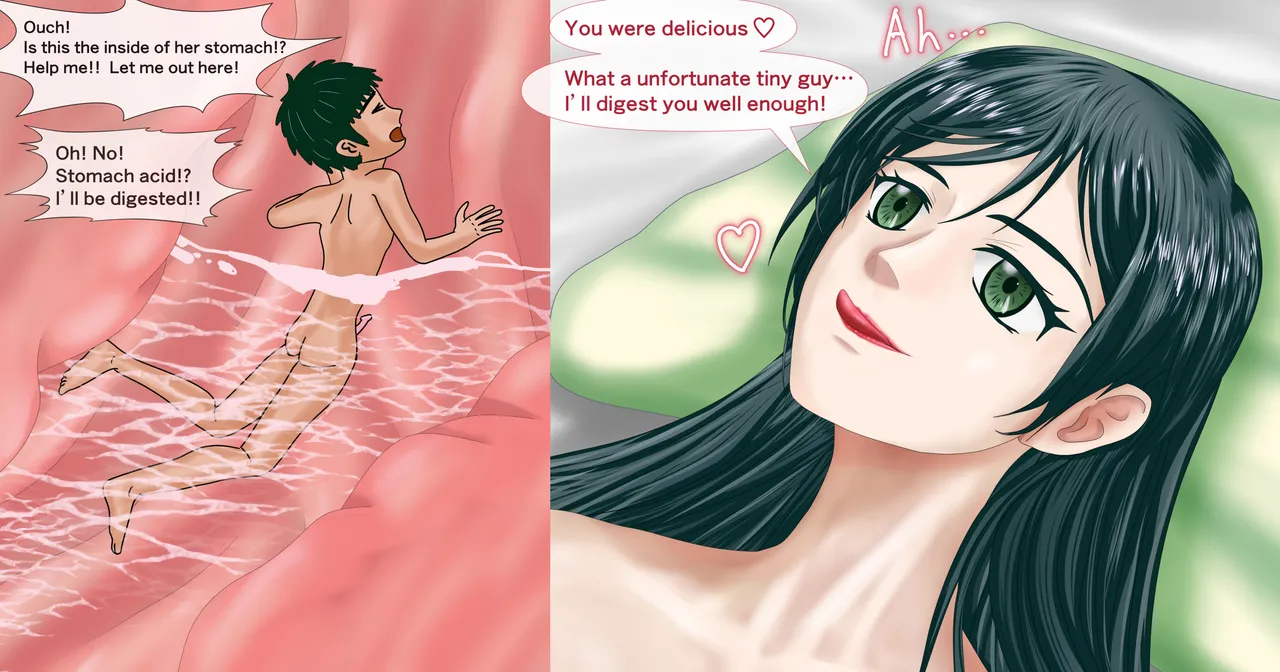 Ouch!
Is this the inside of her stomach!?
Help me!! Let me out here!
Oh! No!
Stomach acid!?
I'll be digested!!
You were delicious ♡
What a unfortunate tiny guy…
I'll digest you well enough!
Ah…